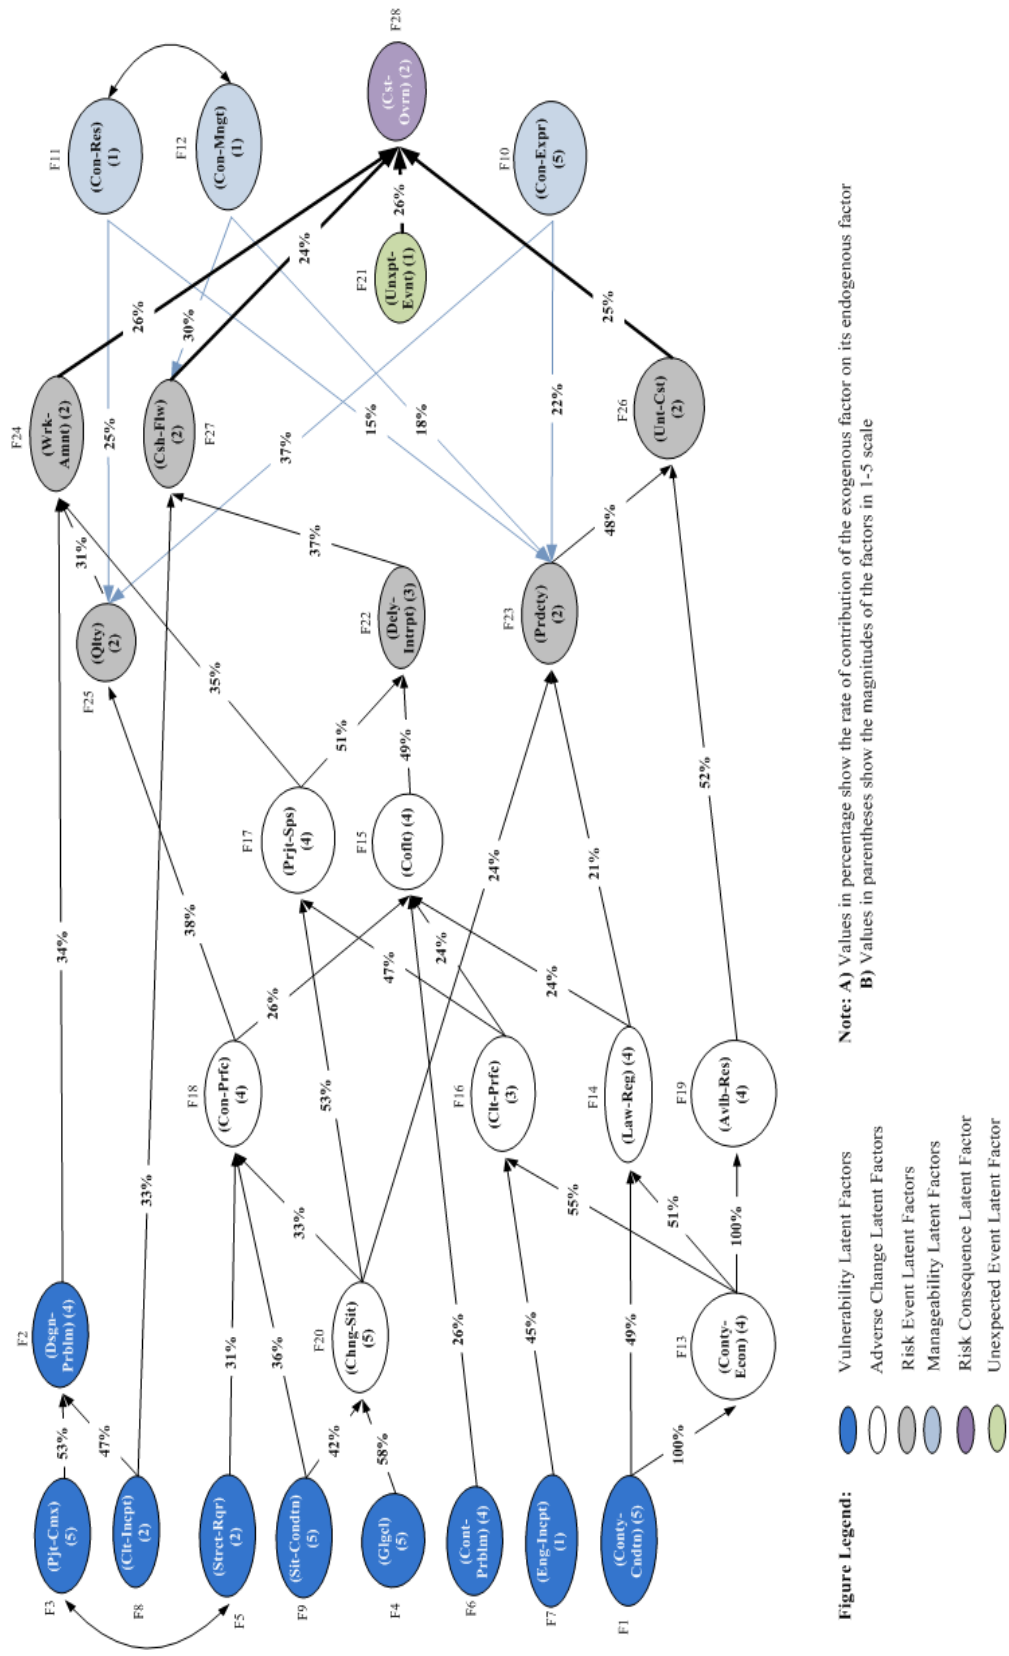 F3
(Pjt-Cmx)
(5)
F8
(Clt-Incpt)
(2)
F5
(Strct-Rqr)
(2)
F9
(Sit-Condtn)
(5)
F4
(Glgcl)
(5)
F6
(Cont-
Prblm) (4)
F7
(Eng-Incpt)
(1)
F1
(Conty-
Cndtn) (5)
53%
47%
31%
36%
42%
58%
26%
45%
49%
100%
F2
(Dsgn-
Prblm) (4)
F20
(Chng-Sit)
(5)
F13
(Conty-
Econ) (4)
34%
33%
33%
53%
24%
55%
51%
100%
F18
(Con-Prfc)
(4)
F16
(Clt-Prfc)
(3)
F14
(Law-Reg) (4)
F19
(Avlb-Res)
(4)
38%
26%
47%
24%
24%
21%
52%
F17
(Prjt-Sps)
(4)
F15
(Coflt) (4)
35%
51%
49%
F25
(Qlty)
(2)
F22
(Dely-
Intrpt) (3)
F23
(Prdcty)
(2)
31%
37%
48%
F24
(Wrk-
Amnt) (2)
F27
(Csh-Flw)
(2)
F26
(Unt-Cst)
(2)
25%
37%
15%
18%
22%
26%
30%
24%
25%
F21
(Unxpt-
Evnt) (1)
26%
F11
(Con-Res)
(1)
F12
(Con-Mngt)
(1)
F10
(Con-Expr)
(5)
F28
(Cst-
Ovrn) (2)
Figure Legend:
Vulnerability Latent Factors
Adverse Change Latent Factors
Risk Event Latent Factors
Manageability Latent Factors
Risk Consequence Latent Factor
Unexpected Event Latent Factor
Note: A) Values in percentage show the rate of contribution of the exogenous factor on its endogenous factor
B) Values in parentheses show the magnitudes of the factors in 1-5 scale